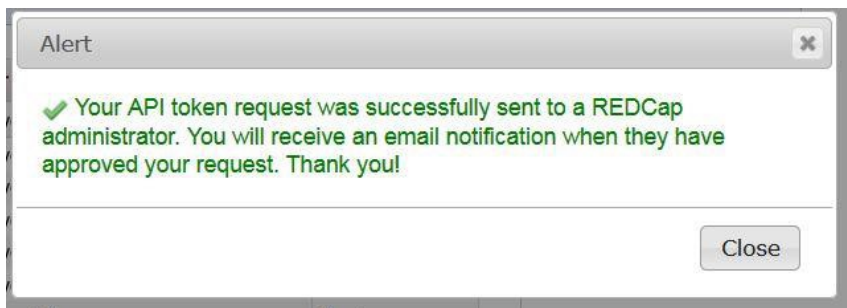 Alert
Your API token request was successfully sent to a REDCap
administrator. You will receive an email notification when they have
approved your request. Thank you!
Close